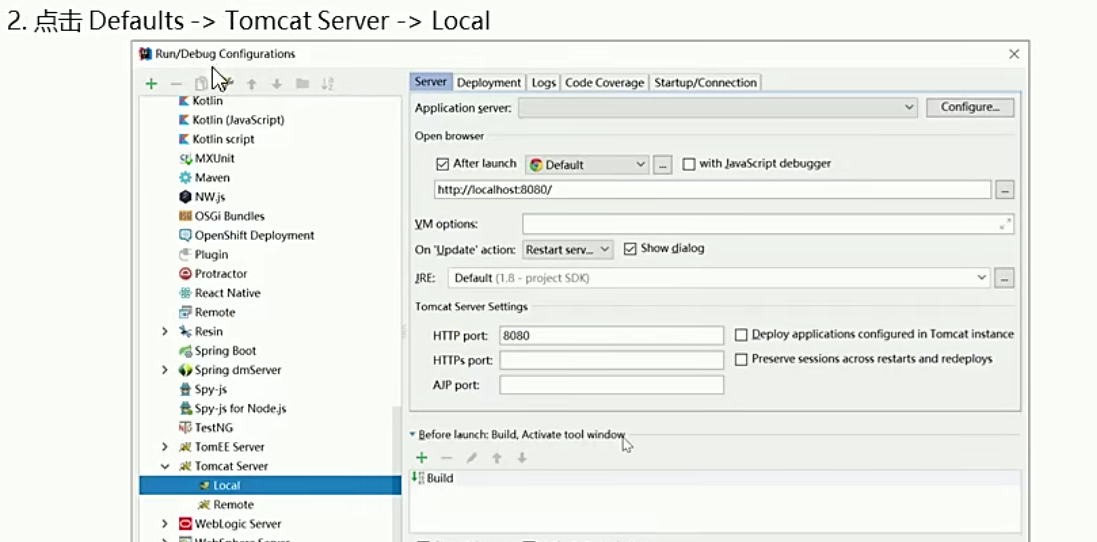 2. 点击 Defaults -> Tomcat Server -> Local
Run/Debug Configurations
Kotlin
Kotlin (JavaScript)
Kotlin script
MXUnit
Maven
NW.js
OSGi Bundles
OpenShift Deployment
Plugin
Protractor
React Native
Remote
Resin
Spring Boot
Spring dmServer
Spy-js
Spy-js for Node.js
TestNG
TomEE Server
Tomcat Server
Local
Remote
WebLogic Server
Server Deployment Logs Code Coverage Startup/Connection
Application server: Configure...
Open browser
After launch Default ... with JavaScript debugger
http://localhost:8080/ ...
VM options:
On 'Update' action: Restart serv... Show dialog
JRE: Default (1.8 - project SDK) ...
Tomcat Server Settings
HTTP port: 8080 Deploy applications configured in Tomcat instance
HTTPs port: Preserve sessions across restarts and redeploys
AJP port:
Before launch: Build, Activate tool window
Build